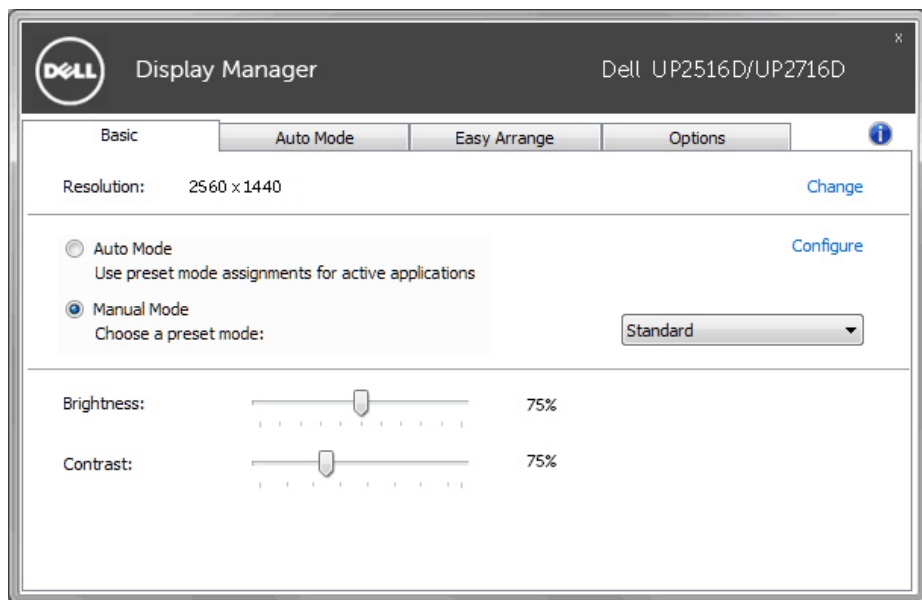 DELL Display Manager Dell UP2516D/UP2716D x
Basic Auto Mode Easy Arrange Options i
Resolution: 2560 x 1440 Change
Auto Mode Configure
Use preset mode assignments for active applications
Manual Mode
Choose a preset mode: Standard
Brightness: 75%
Contrast: 75%